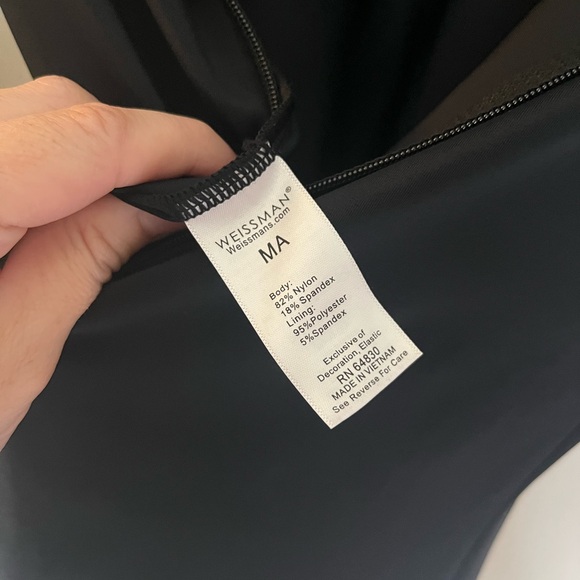 WEISSMAN®
Weissmans.com
MA
Body:
82% Nylon
18% Spandex
Lining:
95%Polyester
5%Spandex
Exclusive of
Decoration, Elastic
RN 64830
MADE IN VIETNAM
See Reverse For Care